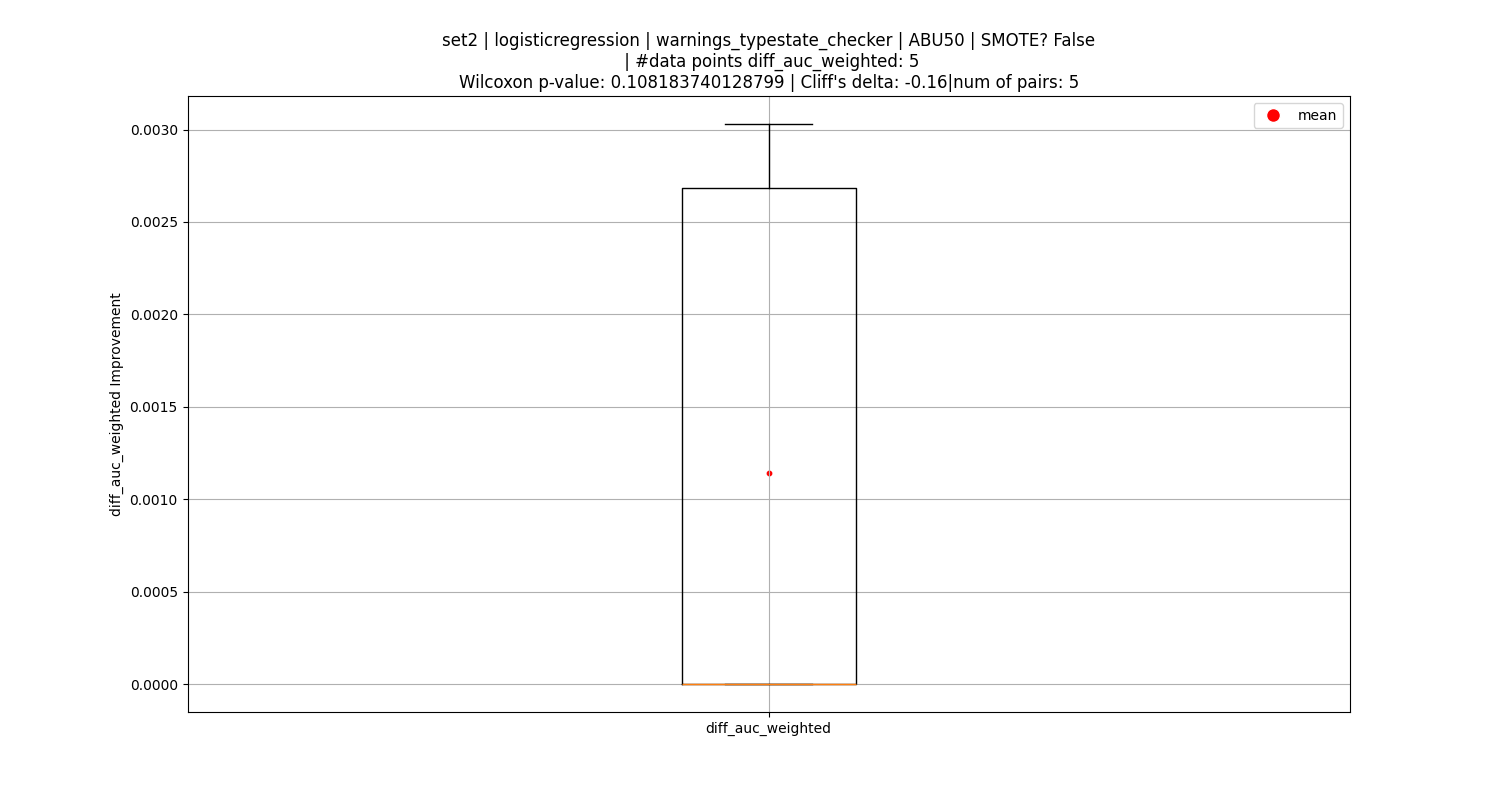 set2 | logisticregression | warnings_typestate_checker | ABU50 | SMOTE? False
| #data points diff_auc_weighted: 5
Wilcoxon p-value: 0.108183740128799 | Cliff's delta: -0.16|num of pairs: 5
mean
0.0030
0.0025
0.0020
0.0015
0.0010
0.0005
0.0000
diff_auc_weighted Improvement
diff_auc_weighted